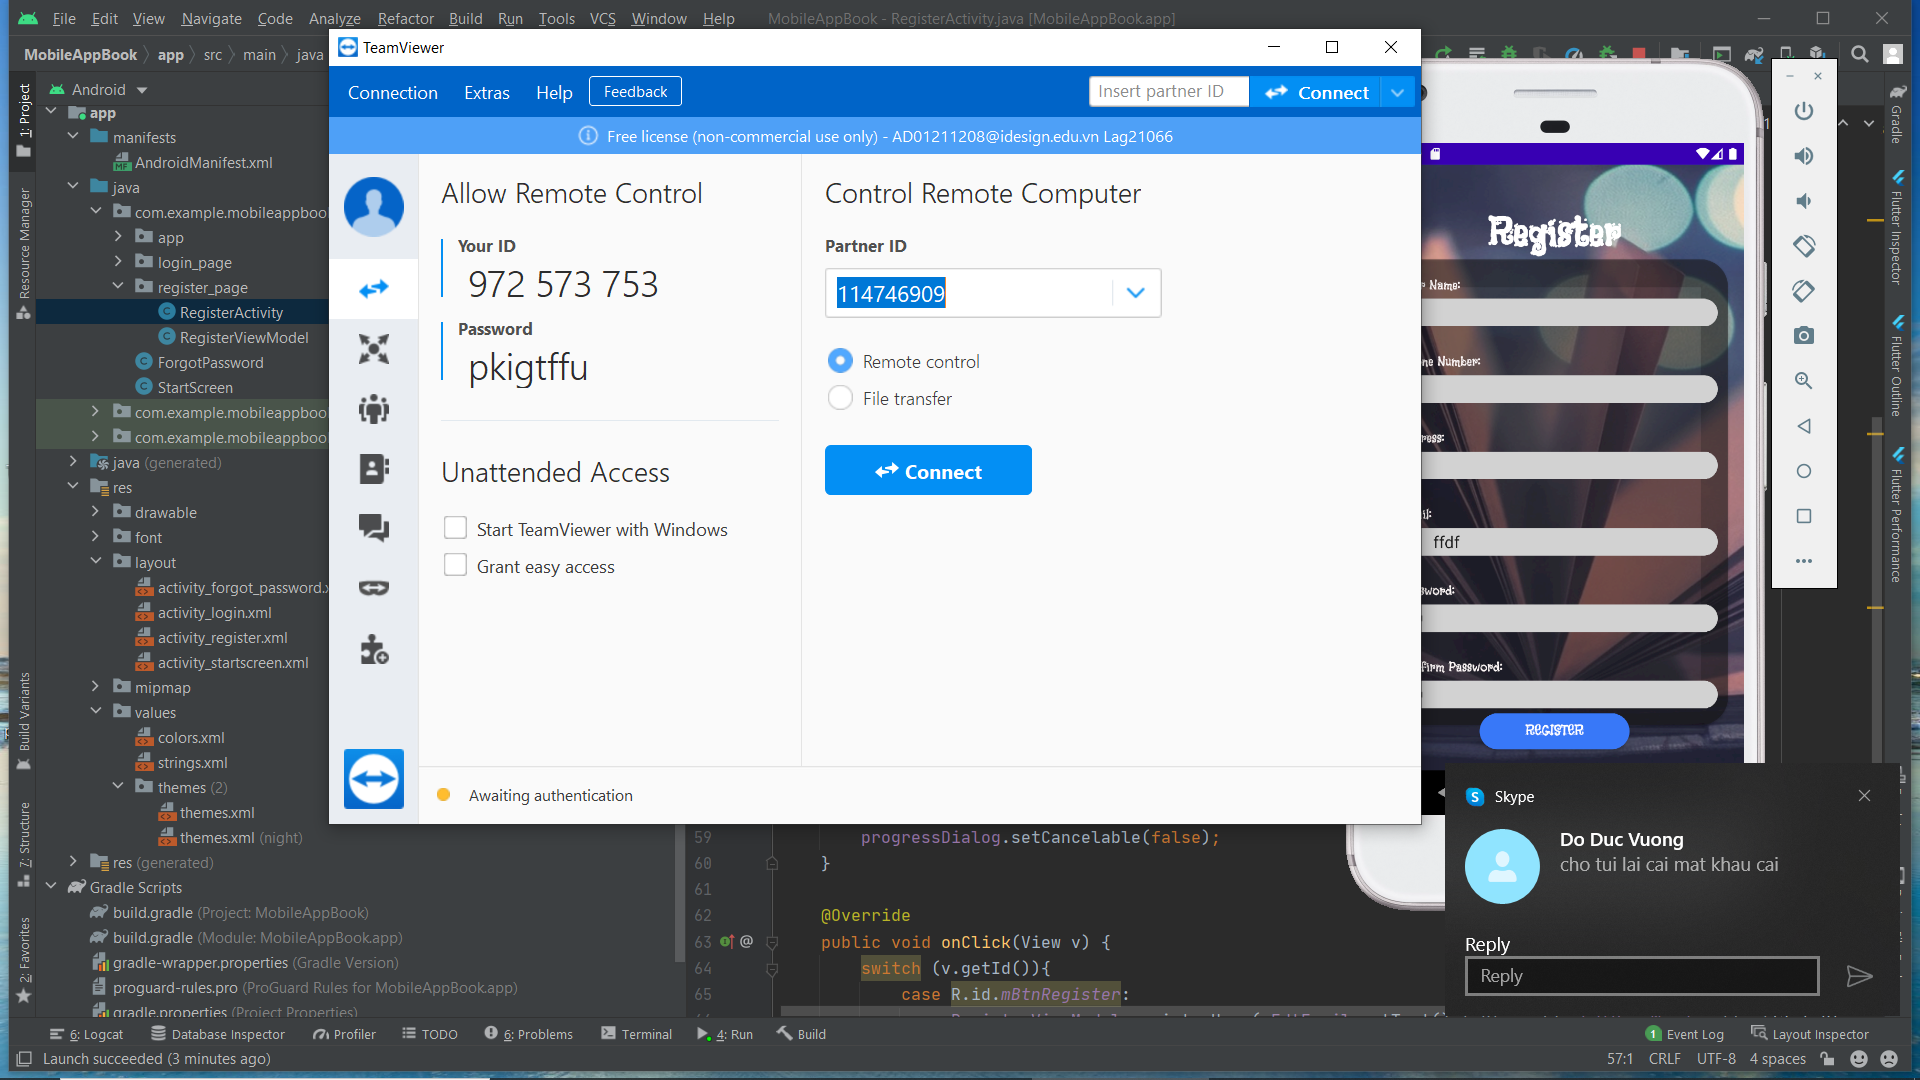 File Edit View Navigate Code Analyze Refactor Build Run Tools VCS Window Help MobileAppBook - RegisterActivity.java [MobileAppBook.app]
MobileAppBook app src main java
TeamViewer
Connection Extras Help Feedback
Insert partner ID Connect
Free license (non-commercial use only) - AD01211208@idesign.edu.vn Lag21066
1: Project
Resource Manager
Build Variants
7: Structure
2: Favorites
Android
app
manifests
AndroidManifest.xml
java
com.example.mobileappboo
app
login_page
register_page
RegisterActivity
RegisterViewModel
ForgotPassword
StartScreen
com.example.mobileappboo
com.example.mobileappboo
java (generated)
res
drawable
font
layout
activity_forgot_password.
activity_login.xml
activity_register.xml
activity_startscreen.xml
mipmap
values
colors.xml
strings.xml
themes (2)
themes.xml
themes.xml (night)
res (generated)
Gradle Scripts
build.gradle (Project: MobileAppBook)
build.gradle (Module: MobileAppBook.app)
gradle-wrapper.properties (Gradle Version)
proguard-rules.pro (ProGuard Rules for MobileAppBook.app)
gradle.properties (Project Properties)
Allow Remote Control
Your ID
972 573 753
Password
pkigtffu
Unattended Access
Start TeamViewer with Windows
Grant easy access
Control Remote Computer
Partner ID
114746909
Remote control
File transfer
Connect
Awaiting authentication
Register
Name:
ne Number:
ress:
il:
ffdf
word:
firm Password:
REGISTER
Gradle
Flutter Inspector
Flutter Outline
Flutter Performance
59 progressDialog.setCancelable(false);
60 }
61
62 @Override
63 @ public void onClick(View v) {
64 switch (v.getId()){
65 case R.id.mBtnRegister:
Skype
Do Duc Vuong
cho tui lai cai mat khau cai
Reply
Reply
6: Logcat Database Inspector Profiler TODO 6: Problems Terminal 4: Run Build 1 Event Log Layout Inspector
Launch succeeded (3 minutes ago) 57:1 CRLF UTF-8 4 spaces